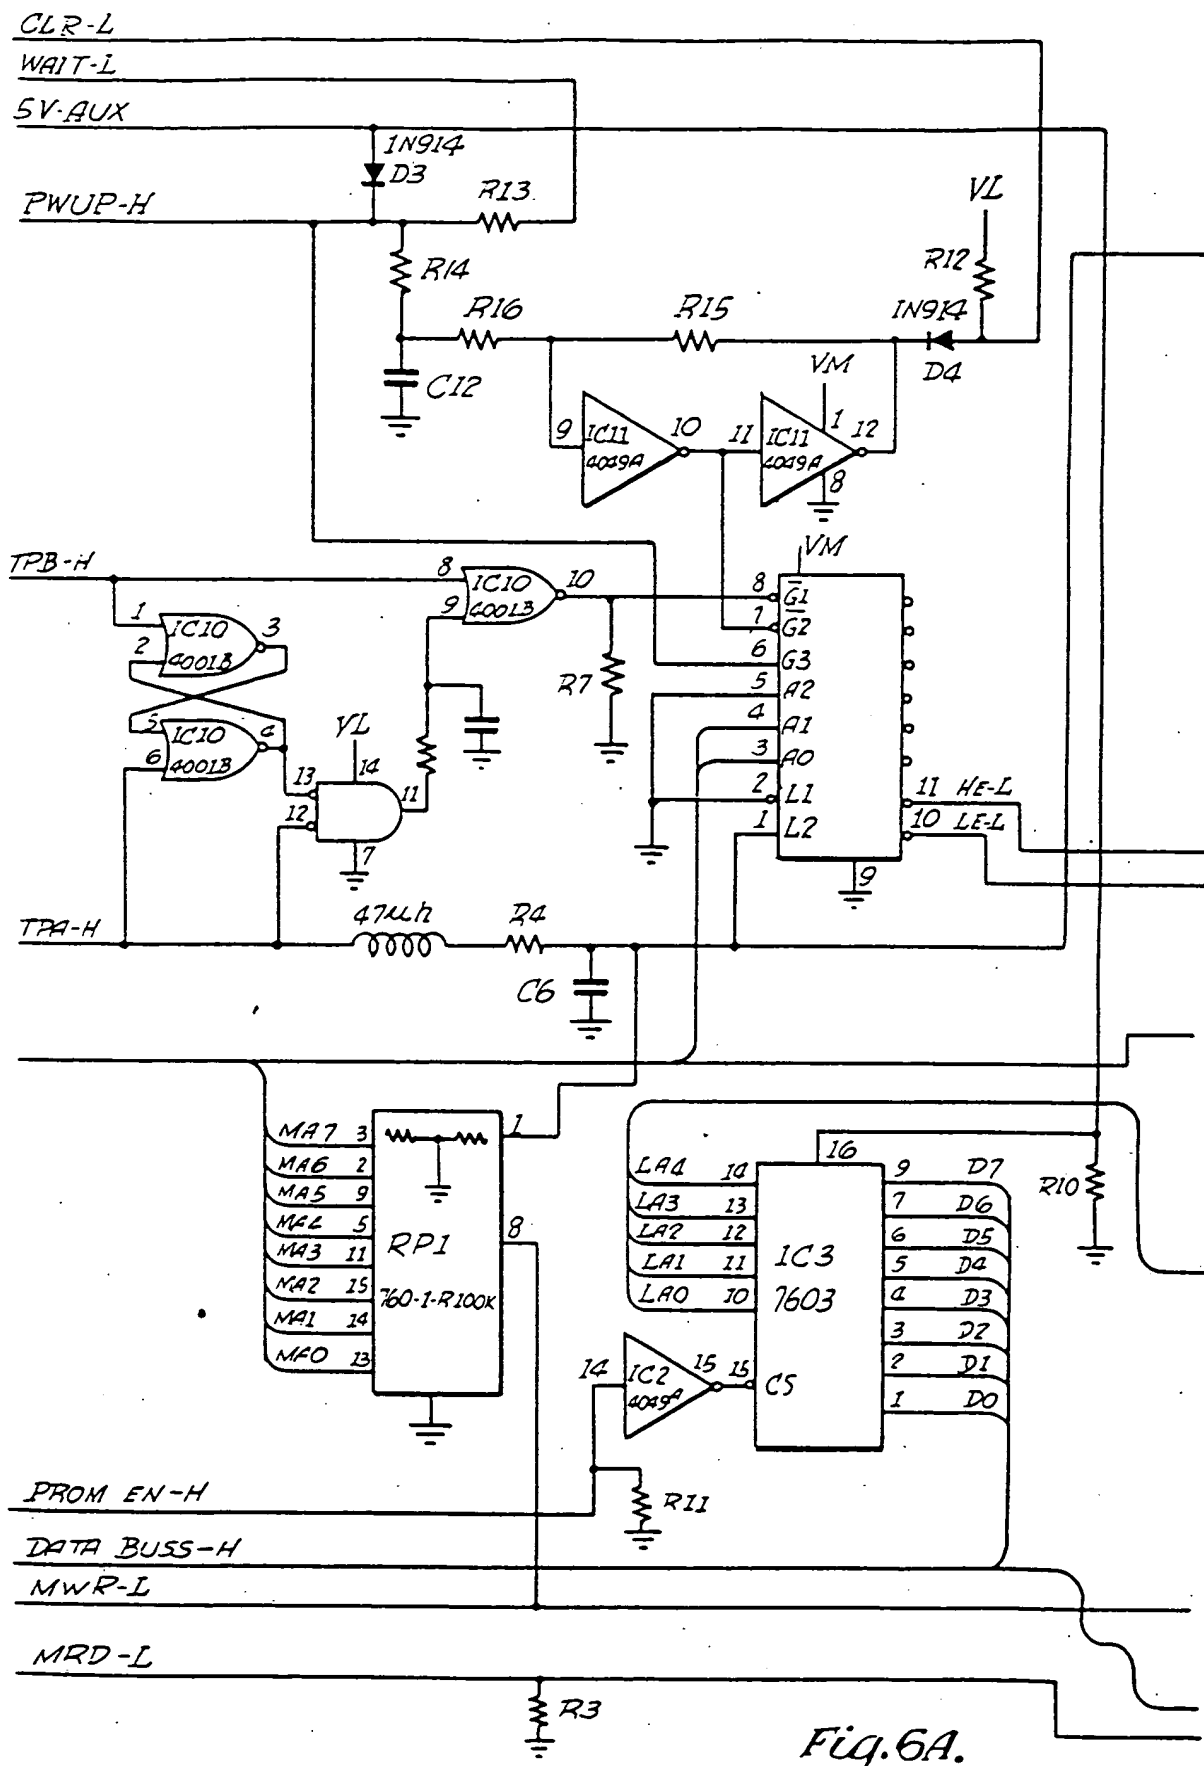 CLR-L
WAIT-L
5V-AUX
1N914
D3
R13
PWUP-H
VL
R14
R12
R16
R15
1N914
D4
VM
C12
9
IC11
4049A
10
11
IC11
4049A
1
12
8
TPB-H
8
9
IC10
4001B
10
VM
1
2
IC10
4001B
3
5
6
IC10
4001B
4
R7
8
G1
7
G2
6
G3
5
A2
4
A1
3
A0
2
L1
1
L2
11
HE-L
10
LE-L
9
VL
14
13
12
11
7
TPA-H
47uh
R4
C6
MA7
3
MA6
2
MA5
9
5
MA3
11
MA2
15
MA1
14
13
1
8
RP1
760-1-R100K
LA4
14
LA3
13
LA2
12
LA1
11
LA0
10
16
IC3
7603
CS
9
D7
7
D6
6
D5
5
D4
4
D3
3
D2
2
D1
1
D0
R10
14
IC2
4049A
15
15
PROM EN-H
R11
DATA BUSS-H
MWR-L
MRD-L
R3
Fig.6A.